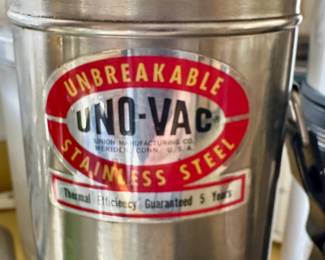 UNBREAKABLE
UNO-VAC
UNION MANUFACTURING CO.
MERIDEN, CONN. U.S.A.
STAINLESS STEEL
Thermal Efficiency Guaranteed 5 Years